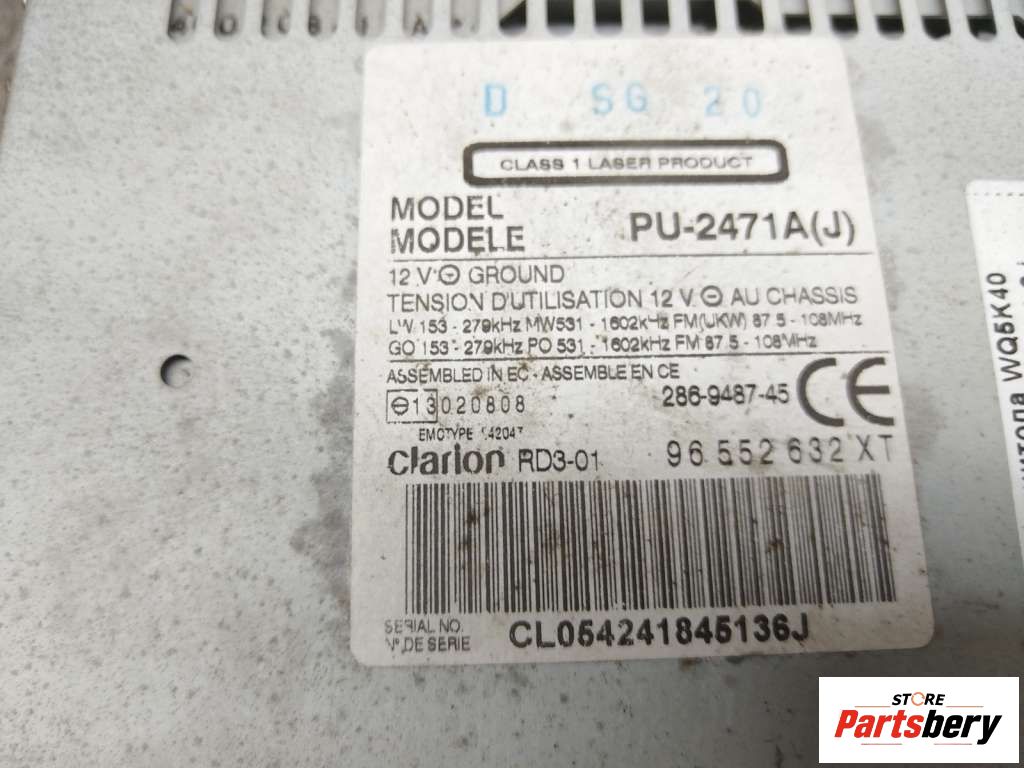 D SG 20
CLASS 1 LASER PRODUCT
MODEL
MODELE
PU-2471A(J)
12 V ⊖ GROUND
TENSION D'UTILISATION 12 V ⊖ AU CHASSIS
LW 153 - 279kHz MW531 - 1602kHz FM(UKW) 87.5 - 108MHz
GO 153 - 279kHz PO 531 - 1602kHz FM 87.5 - 108MHz
ASSEMBLED IN EC - ASSEMBLE EN CE
286-9487-45 CE
⊖13020808
EMCTYPE
Clarion RD3-01
96 552 632 XT
SERIAL NO.
N° DE SERIE
CL054241845136J
WQ5K40
STORE
Partsbery